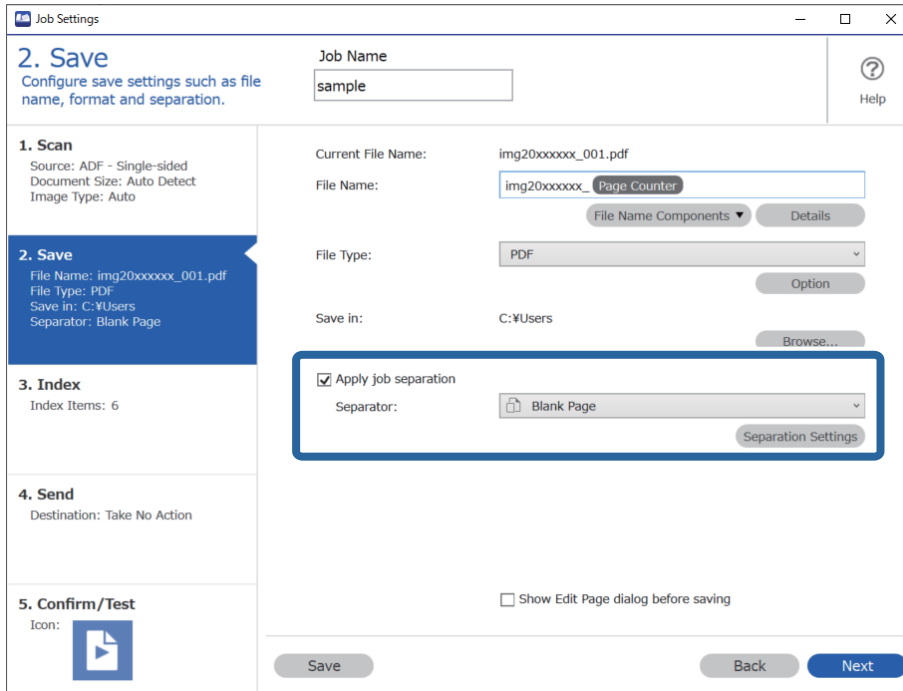 Job Settings
2. Save
Configure save settings such as file
name, format and separation.
Job Name
sample
Help
1. Scan
Source: ADF - Single-sided
Document Size: Auto Detect
Image Type: Auto
2. Save
File Name: img20xxxxxx_001.pdf
File Type: PDF
Save in: C:¥Users
Separator: Blank Page
3. Index
Index Items: 6
4. Send
Destination: Take No Action
5. Confirm/Test
Icon:
Current File Name: img20xxxxxx_001.pdf
File Name: img20xxxxxx_ Page Counter
File Name Components ▼ Details
File Type: PDF
Option
Save in: C:¥Users
Browse...
Apply job separation
Separator: Blank Page
Separation Settings
Show Edit Page dialog before saving
Save Back Next